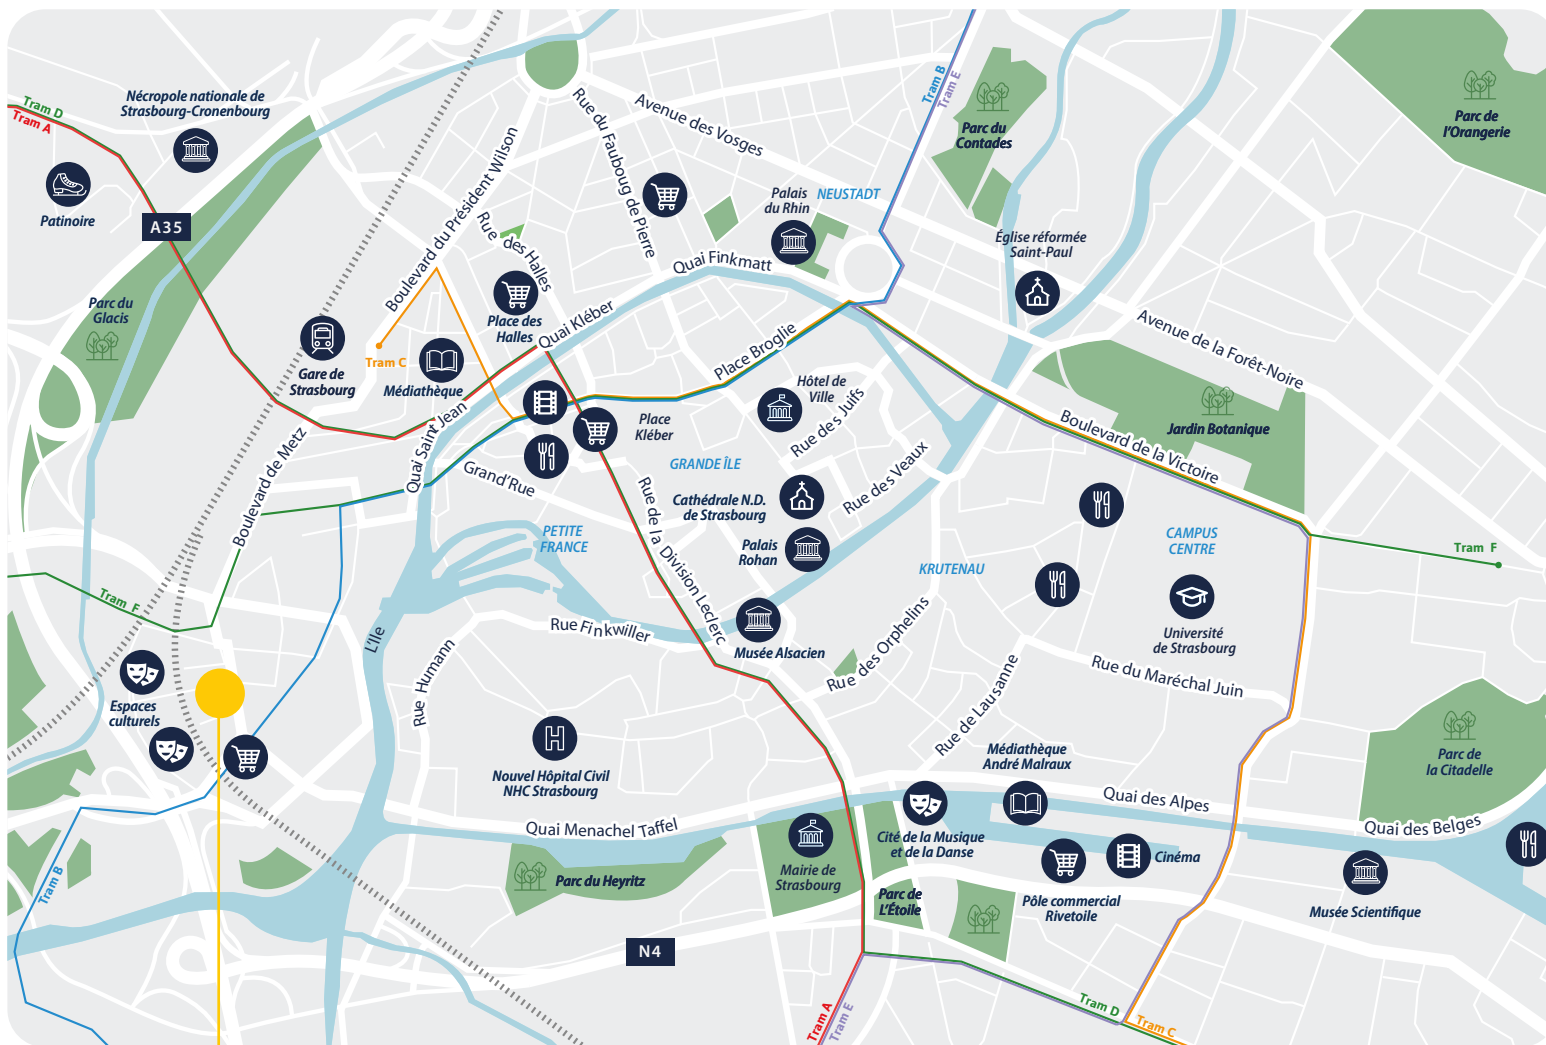 Tram D
Tram A
Nécropole nationale de
Strasbourg-Cronenbourg
Patinoire
A35
Parc du
Glacis
Gare de
Strasbourg
Tram C
Médiathèque
Boulevard du Président Wilson
Rue des Halles
Place des
Halles
Rue du Faubourg de Pierre
Avenue des Vosges
Quai Finkmatt
Quai Kléber
Palais
du Rhin
NEUSTADT
Tram B
Tram E
Parc du
Contades
Église réformée
Saint-Paul
Parc de
l'Orangerie
Avenue de la Forêt-Noire
Jardin Botanique
Boulevard de la Victoire
Place Broglie
Hôtel de
Ville
Rue des Juifs
Rue des Veaux
Place
Kléber
GRANDE ÎLE
Cathédrale N.D.
de Strasbourg
Palais
Rohan
Quai Saint Jean
Grand'Rue
Boulevard de Metz
PETITE
FRANCE
Rue de la Division Leclerc
KRUTENAU
CAMPUS
CENTRE
Tram F
Université
de Strasbourg
Tram F
L'Ile
Rue Finkwiller
Musée Alsacien
Rue des Orphelins
Rue du Maréchal Juin
Rue de Lausanne
Rue Humann
Espaces
culturels
Nouvel Hôpital Civil
NHC Strasbourg
Médiathèque
André Malraux
Parc de
la Citadelle
Quai des Alpes
Quai des Belges
Quai Menachel Taffel
Cité de la Musique
et de la Danse
Cinéma
Mairie de
Strasbourg
Parc du Heyritz
Parc de
L'Étoile
Pôle commercial
Rivetoile
Musée Scientifique
Tram B
N4
Tram A
Tram E
Tram D
Tram C